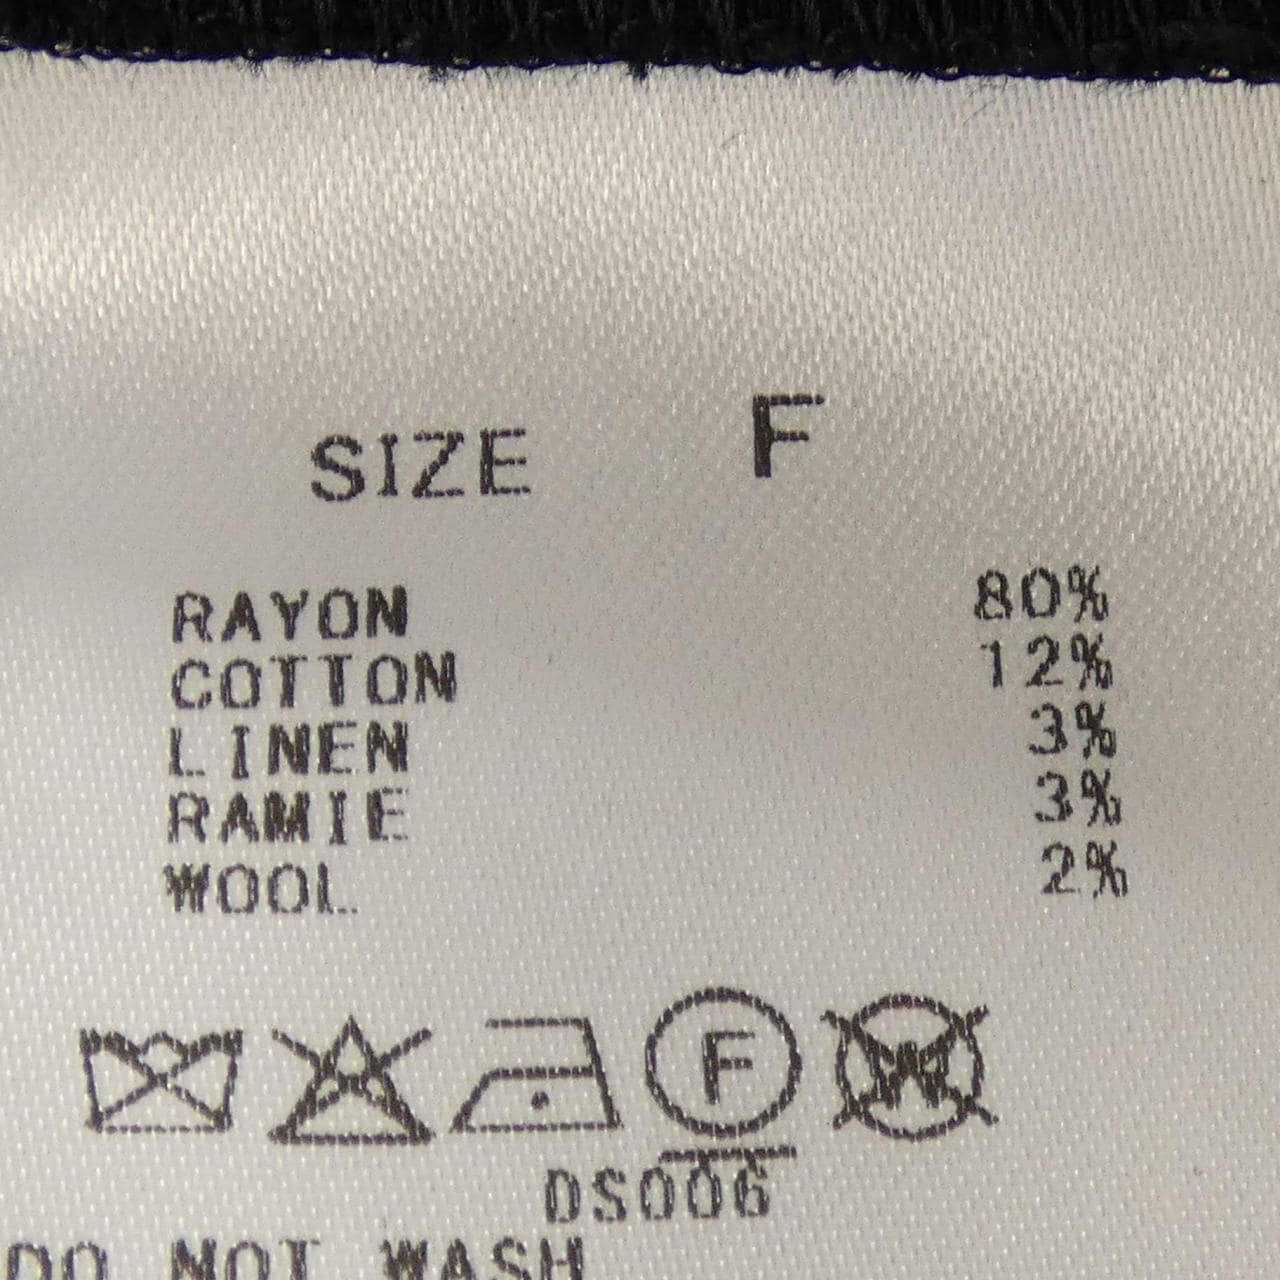 SIZE F
RAYON 80%
COTTON 12%
LINEN 3%
RAMIE 3%
WOOL 2%
F W
DS006
DO NOT WASH